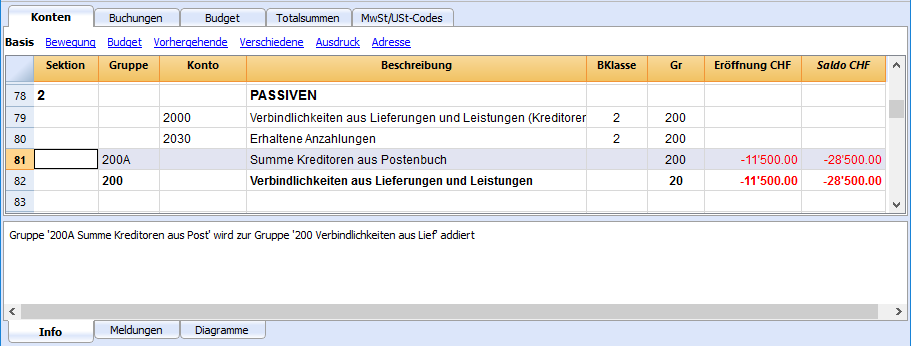 Konten Buchungen Budget Totalsummen MwSt/USt-Codes
Basis Bewegung Budget Vorhergehende Verschiedene Ausdruck Adresse
Sektion Gruppe Konto Beschreibung BKlasse Gr Eröffnung CHF Saldo CHF
78 2 PASSIVEN
79 2000 Verbindlichkeiten aus Lieferungen und Leistungen (Kreditoren 2 200
80 2030 Erhaltene Anzahlungen 2 200
81 200A Summe Kreditoren aus Postenbuch 200 -11'500.00 -28'500.00
82 200 Verbindlichkeiten aus Lieferungen und Leistungen 20 -11'500.00 -28'500.00
83
Gruppe '200A Summe Kreditoren aus Post' wird zur Gruppe '200 Verbindlichkeiten aus Lief' addiert
Info Meldungen Diagramme